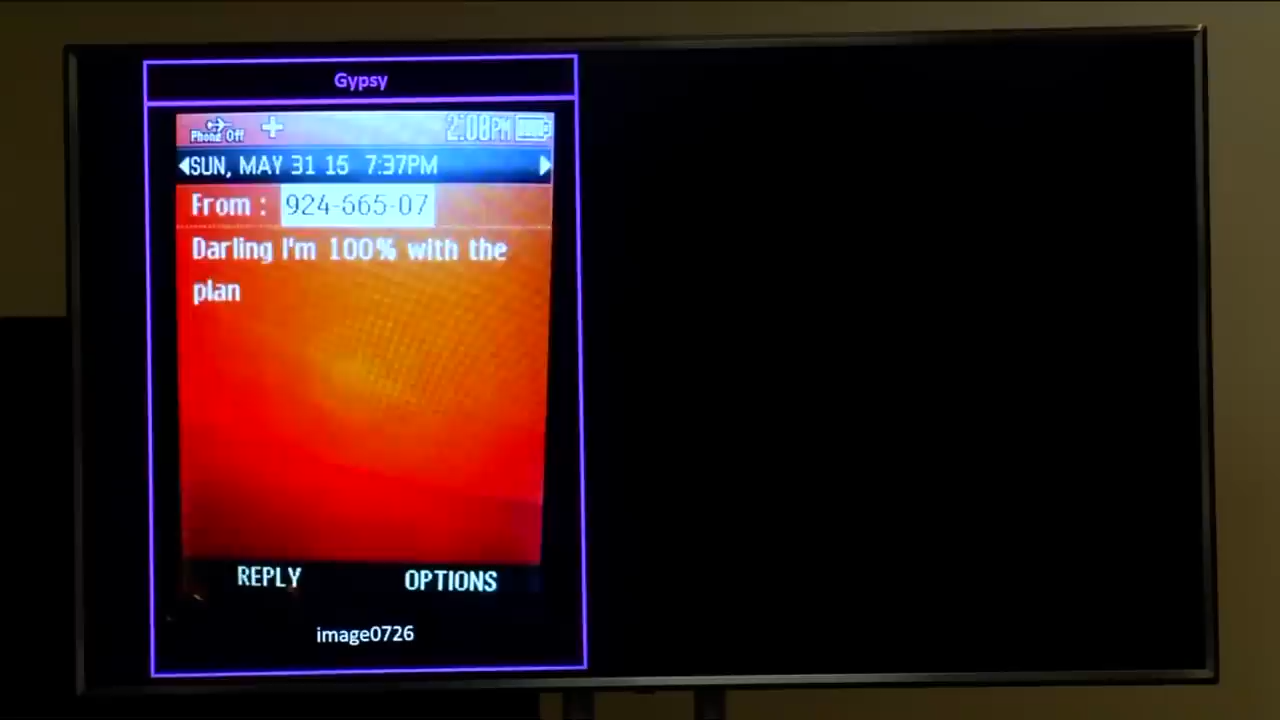 Gypsy
Phone Off 2:08PM
SUN, MAY 31 15 7:37PM
From : 924-665-07
Darling I'm 100% with the
plan
REPLY OPTIONS
image0726